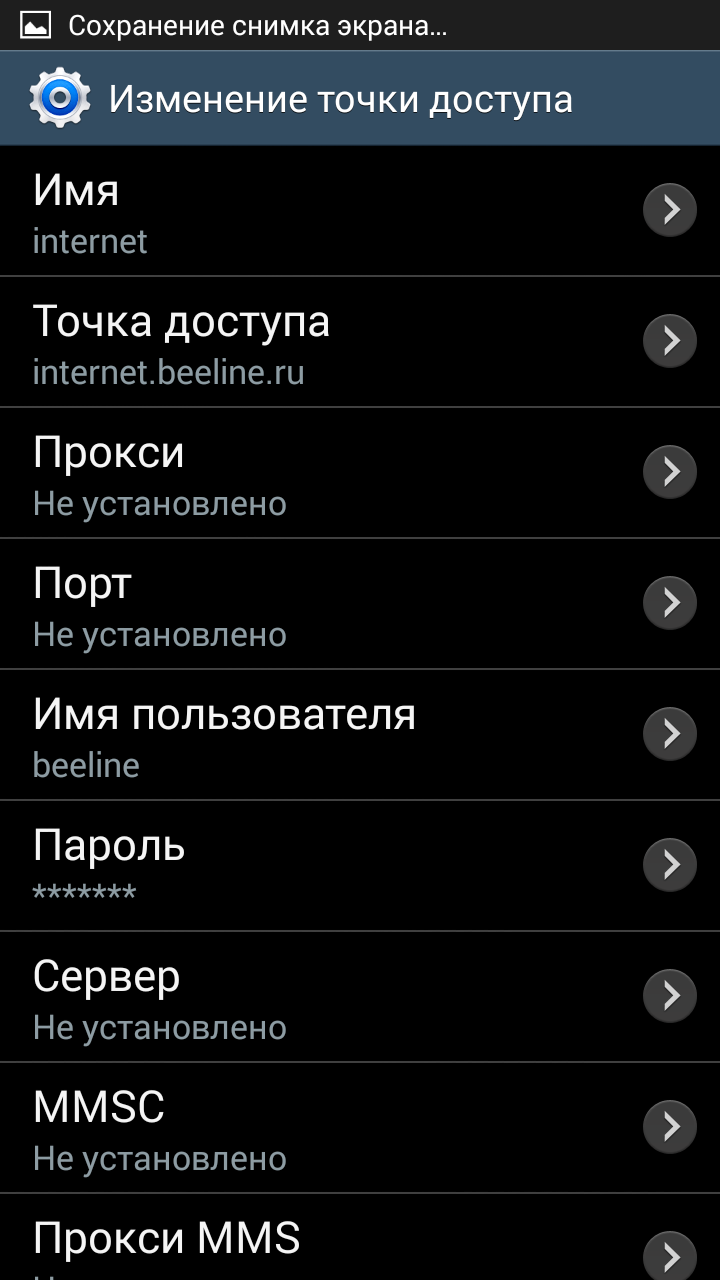 Сохранение снимка экрана...
Изменение точки доступа
Имя
internet
Точка доступа
internet.beeline.ru
Прокси
Не установлено
Порт
Не установлено
Имя пользователя
beeline
Пароль
*******
Сервер
Не установлено
MMSC
Не установлено
Прокси MMS